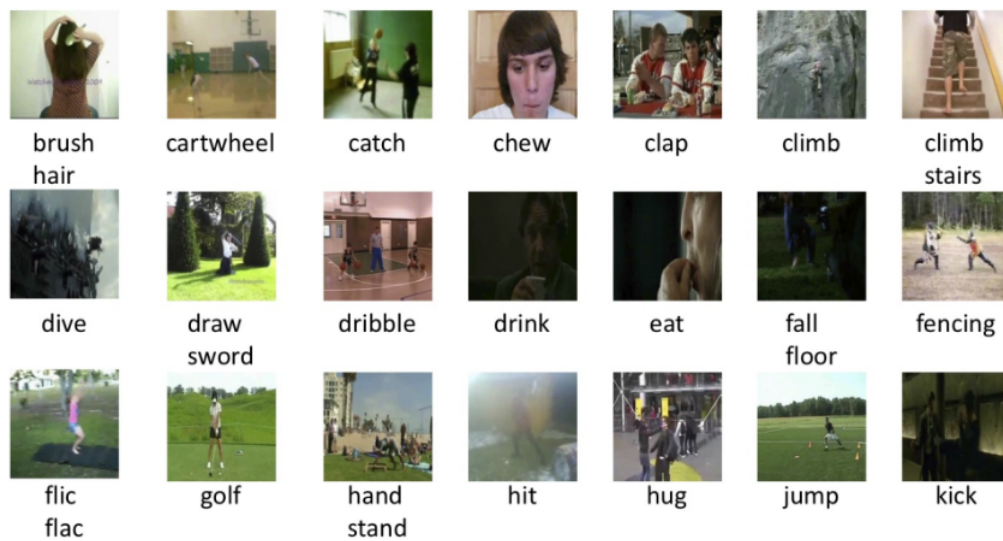 brush
hair
cartwheel
catch
chew
clap
climb
climb
stairs
dive
draw
sword
dribble
drink
eat
fall
floor
fencing
flic
flac
golf
hand
stand
hit
hug
jump
kick